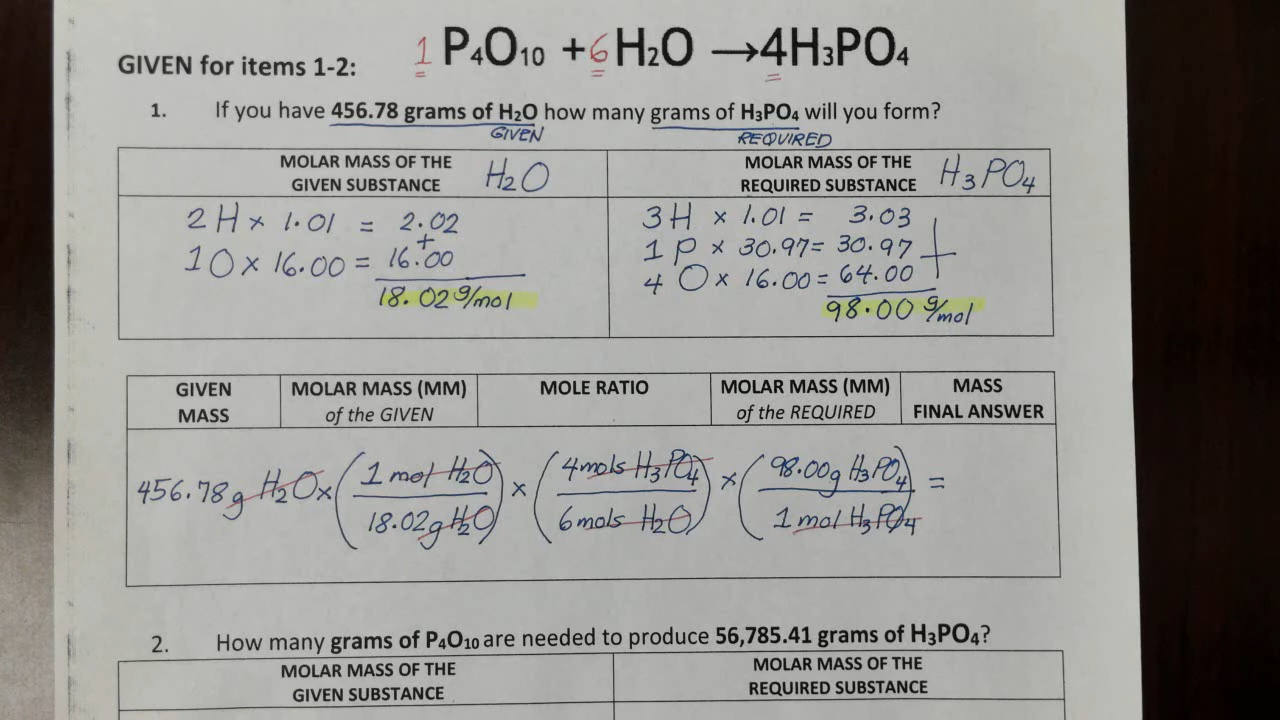 GIVEN for items 1-2: 1 P₄O₁₀ + 6 H₂O → 4H₃PO₄
1. If you have 456.78 grams of H₂O how many grams of H₃PO₄ will you form?
GIVEN REQUIRED
MOLAR MASS OF THE GIVEN SUBSTANCE H₂O
MOLAR MASS OF THE REQUIRED SUBSTANCE H₃PO₄
2 H × 1.01 = 2.02
+
1 O × 16.00 = 16.00
18.02 g/mol
3 H × 1.01 = 3.03
1 P × 30.97 = 30.97 +
4 O × 16.00 = 64.00
98.00 g/mol
GIVEN MASS
MOLAR MASS (MM) of the GIVEN
MOLE RATIO
MOLAR MASS (MM) of the REQUIRED
MASS FINAL ANSWER
456.78 g H₂O × (1 mol H₂O / 18.02 g H₂O) × (4 mols H₃PO₄ / 6 mols H₂O) × (98.00 g H₃PO₄ / 1 mol H₃PO₄) =
2. How many grams of P₄O₁₀ are needed to produce 56,785.41 grams of H₃PO₄?
MOLAR MASS OF THE GIVEN SUBSTANCE
MOLAR MASS OF THE REQUIRED SUBSTANCE